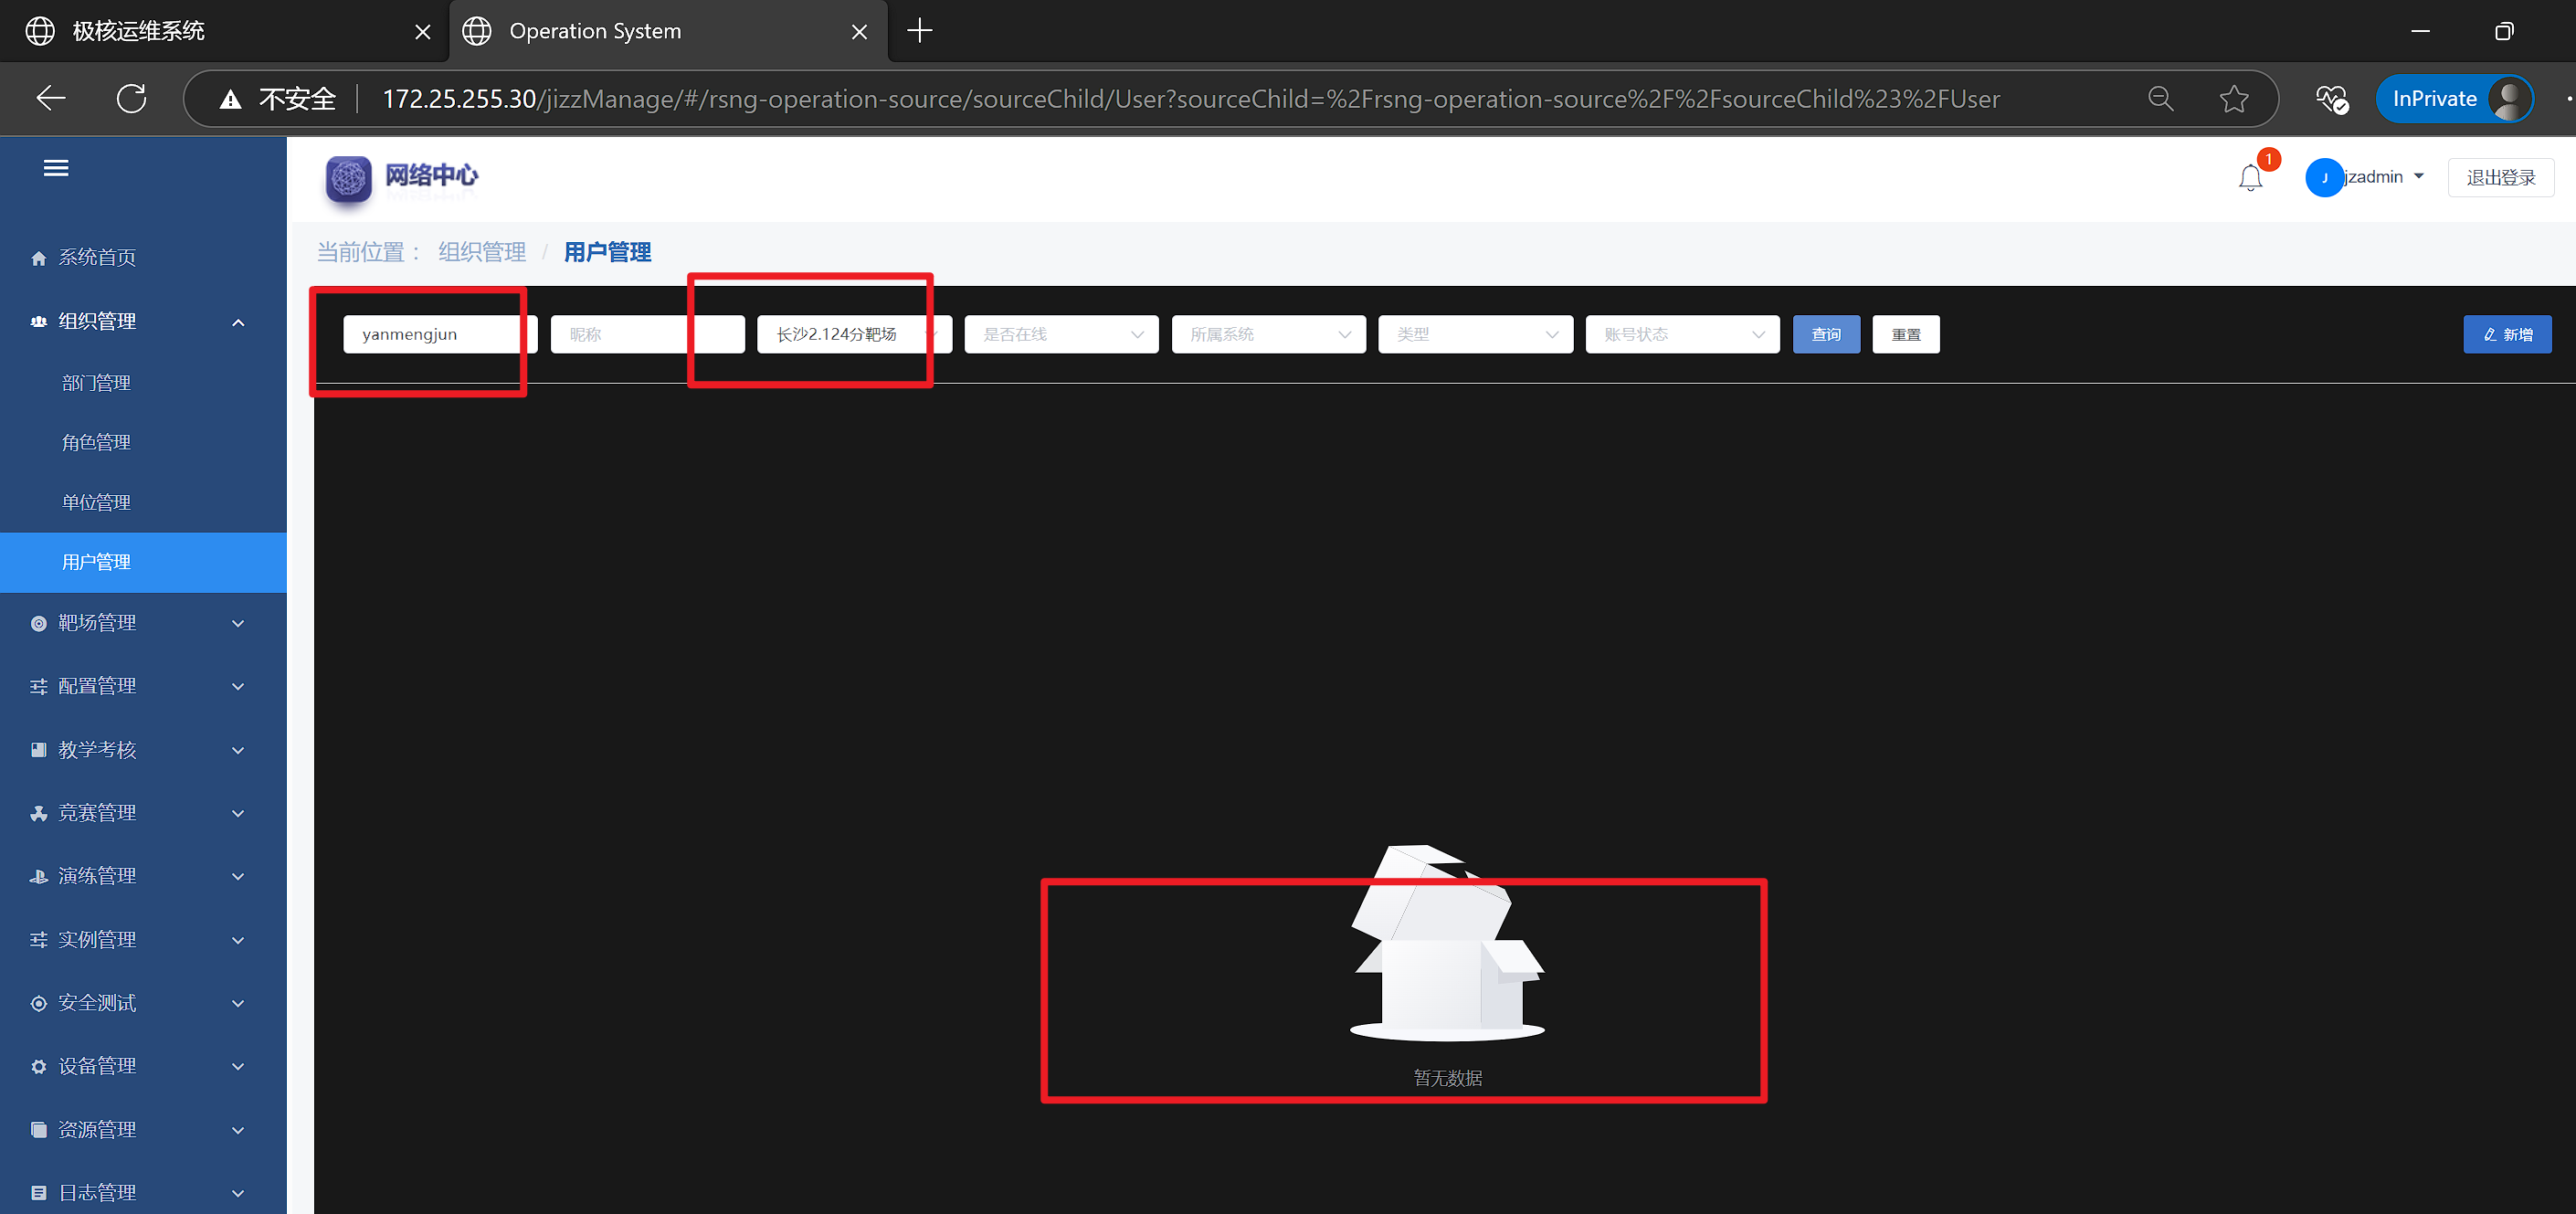 极核运维系统
Operation System
不安全
172.25.255.30/jizzManage/#/rsng-operation-source/sourceChild/User?sourceChild=%2Frsng-operation-source%2F%2FsourceChild%23%2FUser
InPrivate
网络中心
1
J
jzadmin
退出登录
当前位置： 组织管理 / 用户管理
系统首页
组织管理
部门管理
角色管理
单位管理
用户管理
靶场管理
配置管理
教学考核
竞赛管理
演练管理
实例管理
安全测试
设备管理
资源管理
日志管理
yanmengjun
昵称
长沙2.124分靶场
是否在线
所属系统
类型
账号状态
查询
重置
新增
暂无数据